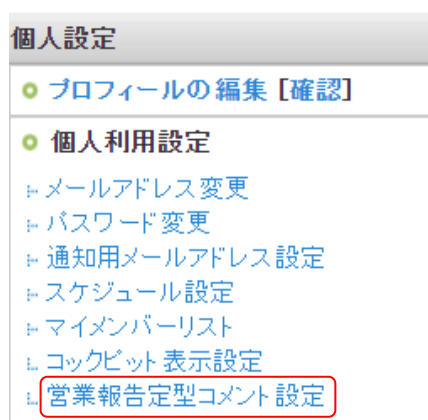 個人設定
プロフィールの編集 [確認]
個人利用設定
メールアドレス変更
パスワード変更
通知用メールアドレス設定
スケジュール設定
マイメンバーリスト
コックピット表示設定
営業報告定型コメント設定